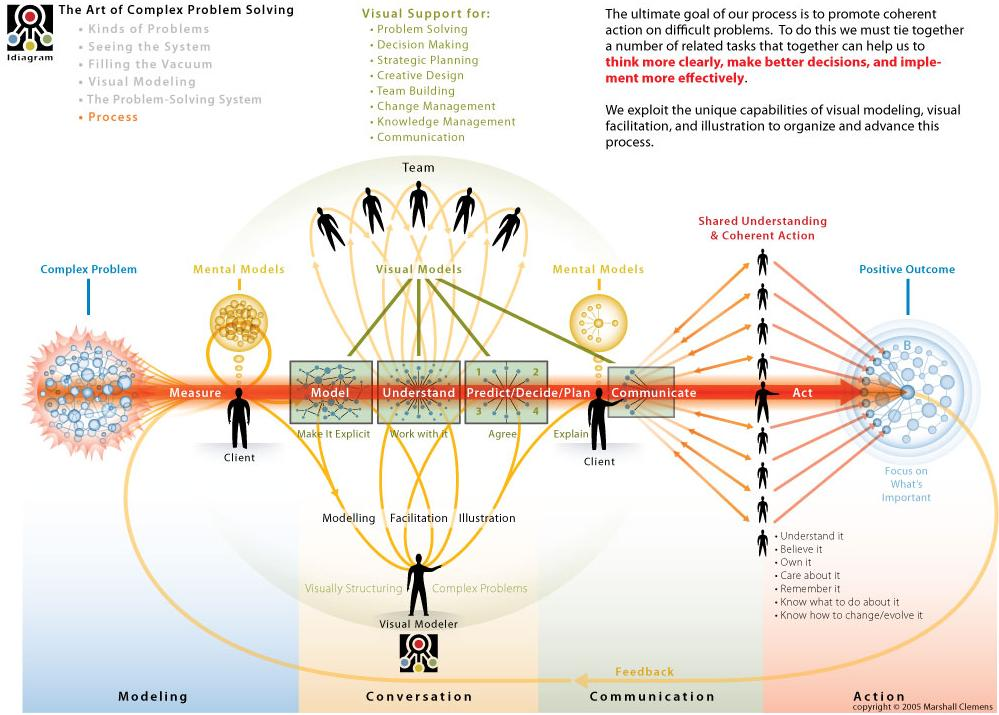 The Art of Complex Problem Solving
• Kinds of Problems
• Seeing the System
• Filling the Vacuum
• Visual Modeling
• The Problem-Solving System
• Process
Idiagram
Visual Support for:
• Problem Solving
• Decision Making
• Strategic Planning
• Creative Design
• Team Building
• Change Management
• Knowledge Management
• Communication
The ultimate goal of our process is to promote coherent
action on difficult problems. To do this we must tie together
a number of related tasks that together can help us to
think more clearly, make better decisions, and imple-
ment more effectively.
We exploit the unique capabilities of visual modeling, visual
facilitation, and illustration to organize and advance this
process.
Team
Shared Understanding
& Coherent Action
Complex Problem
Mental Models
Visual Models
Mental Models
Positive Outcome
A
B
1
2
3
4
Measure
Model
Understand
Predict/Decide/Plan
Communicate
Act
Make It Explicit
Work with it
Agree
Explain
Client
Client
Focus on
What's
Important
Modelling
Facilitation
Illustration
• Understand it
• Believe it
• Own it
• Care about it
• Remember it
• Know what to do about it
• Know how to change/evolve it
Visually Structuring
Complex Problems
Visual Modeler
Feedback
Modeling
Conversation
Communication
Action
copyright © 2005 Marshall Clemens